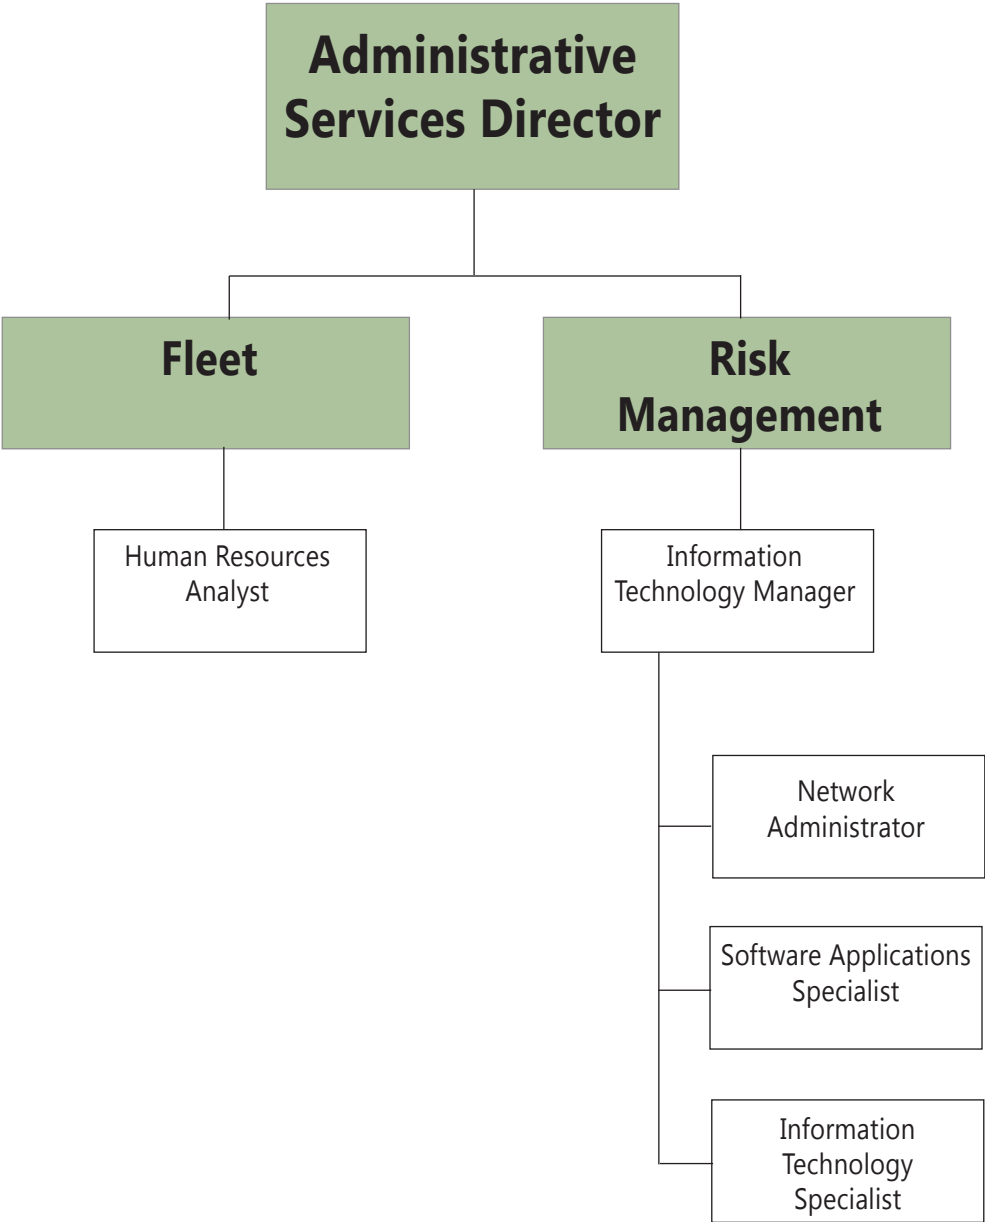 Administrative
Services Director
Fleet
Risk
Management
Human Resources
Analyst
Information
Technology Manager
Network
Administrator
Software Applications
Specialist
Information
Technology
Specialist